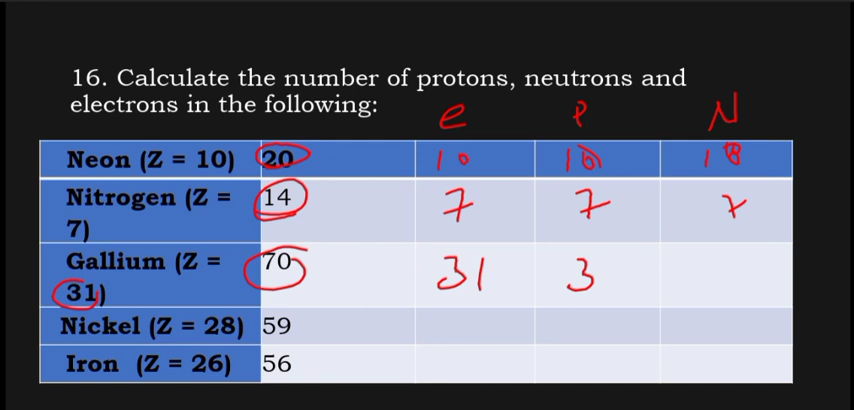 16. Calculate the number of protons, neutrons and
electrons in the following:
e P N
Neon (Z = 10) 20 10 10 10
Nitrogen (Z = 14 7 7 7
7)
Gallium (Z = 70 31 3
31)
Nickel (Z = 28) 59
Iron (Z = 26) 56